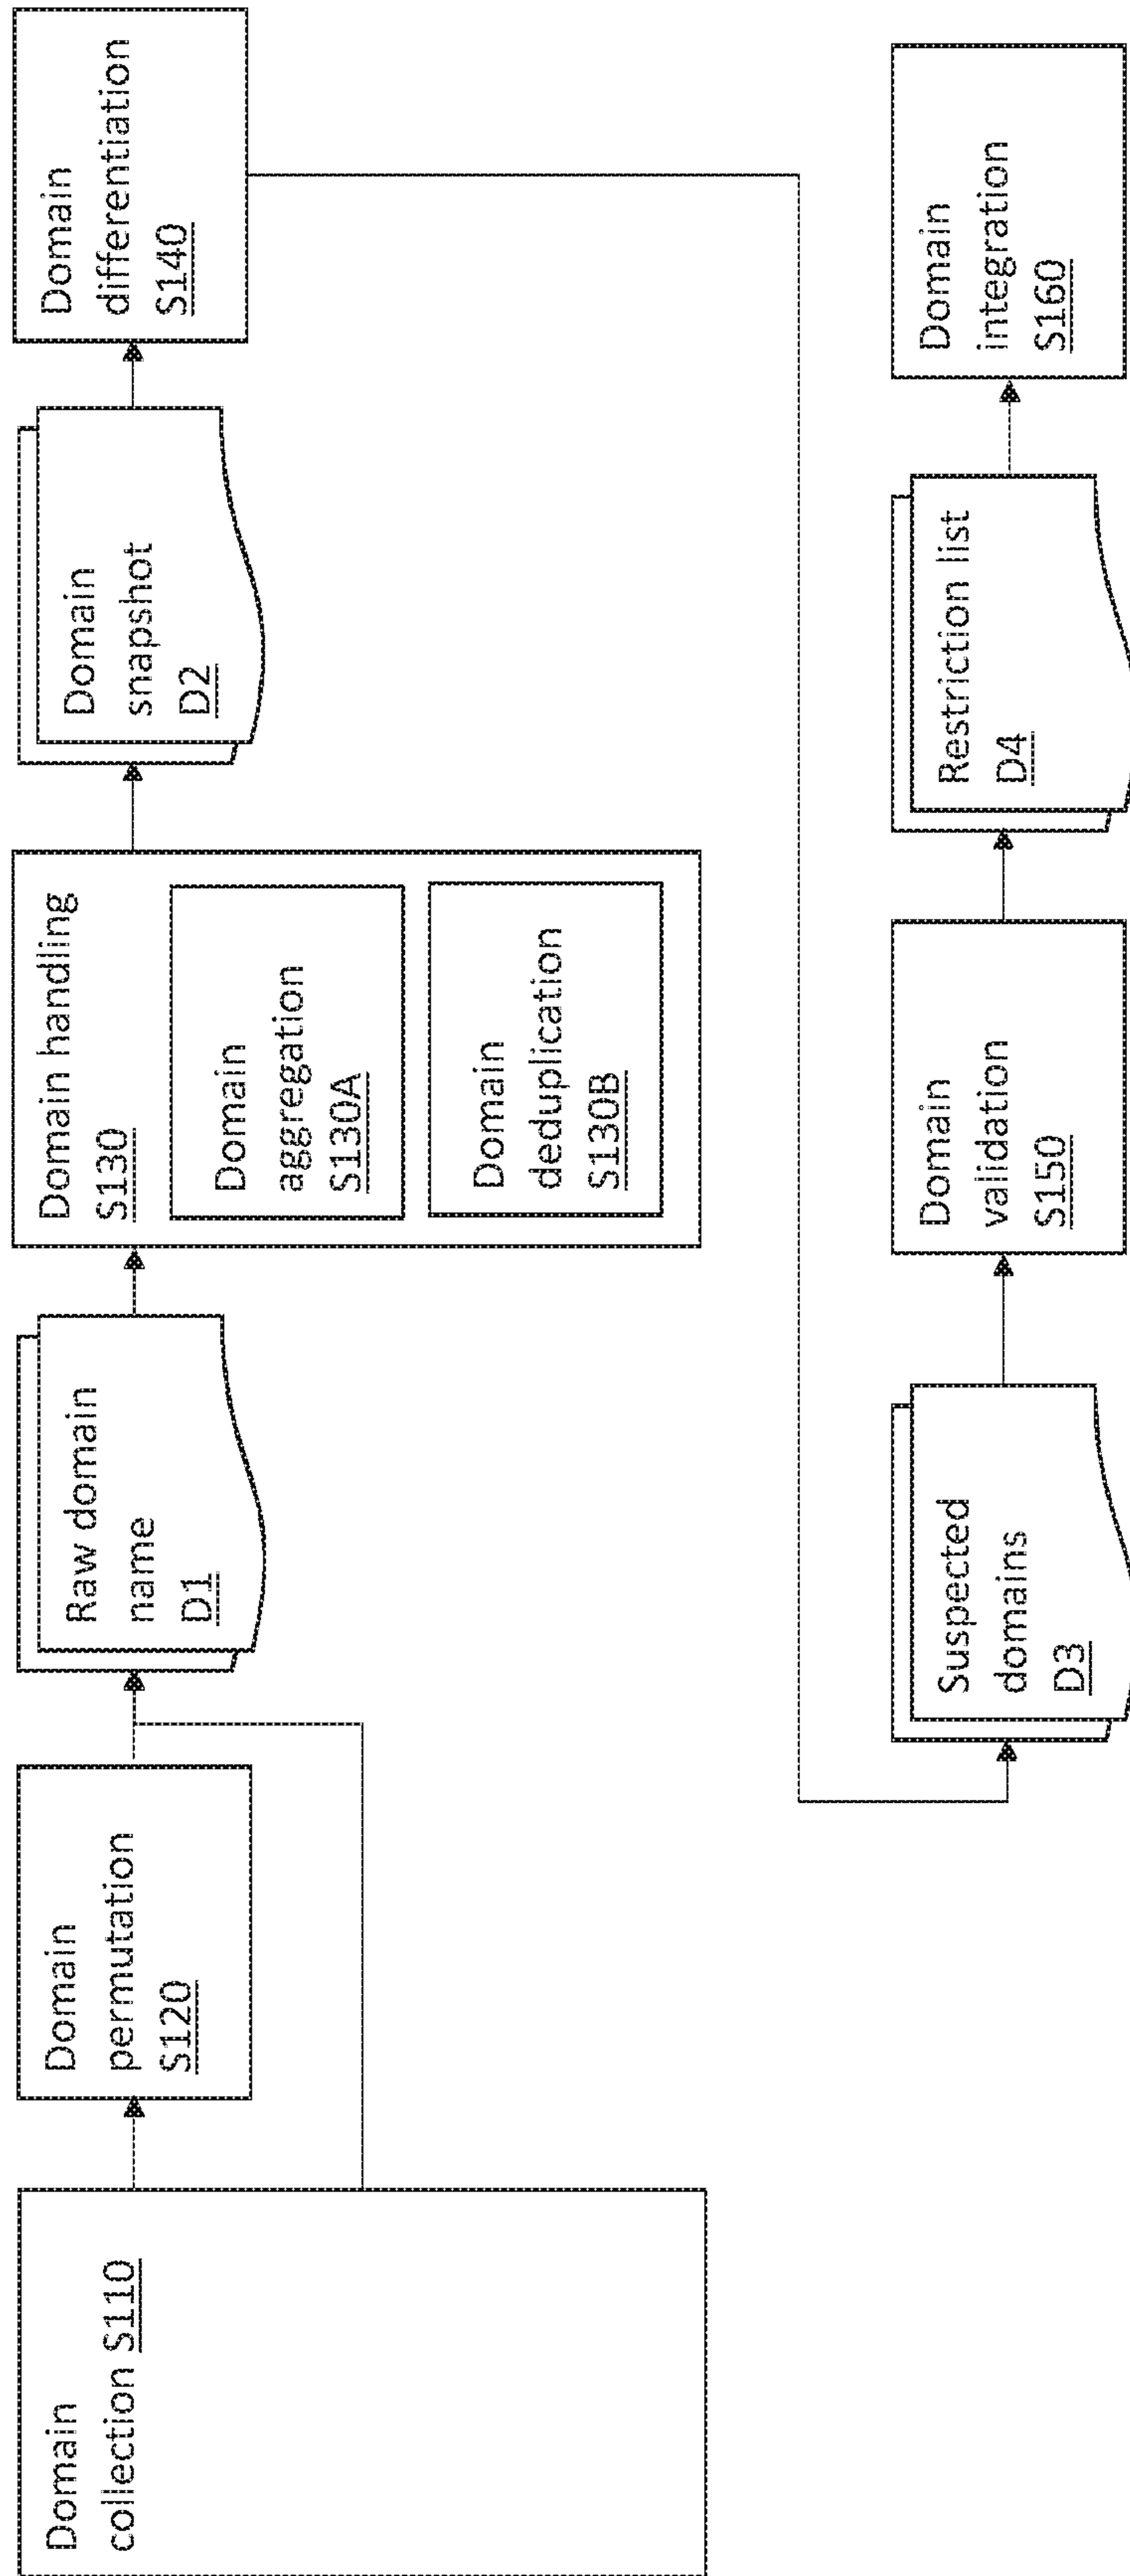 Domain
collection S110
Domain
permutation
S120
Raw domain
name
D1
Domain handling
S130
Domain
aggregation
S130A
Domain
deduplication
S130B
Domain
snapshot
D2
Domain
differentiation
S140
Suspected
domains
D3
Domain
validation
S150
Restriction list
D4
Domain
integration
S160